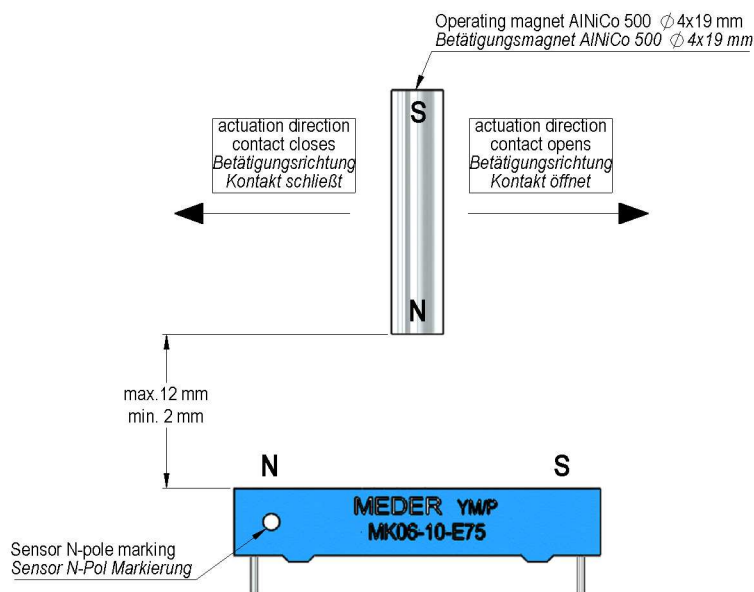 Operating magnet AlNiCo 500 ∅ 4x19 mm
Betätigungsmagnet AlNiCo 500 ∅ 4x19 mm
S
actuation direction
contact closes
Betätigungsrichtung
Kontakt schließt
actuation direction
contact opens
Betätigungsrichtung
Kontakt öffnet
N
max.12 mm
min. 2 mm
N
S
MEDER YM/P
MK06-10-E75
Sensor N-pole marking
Sensor N-Pol Markierung